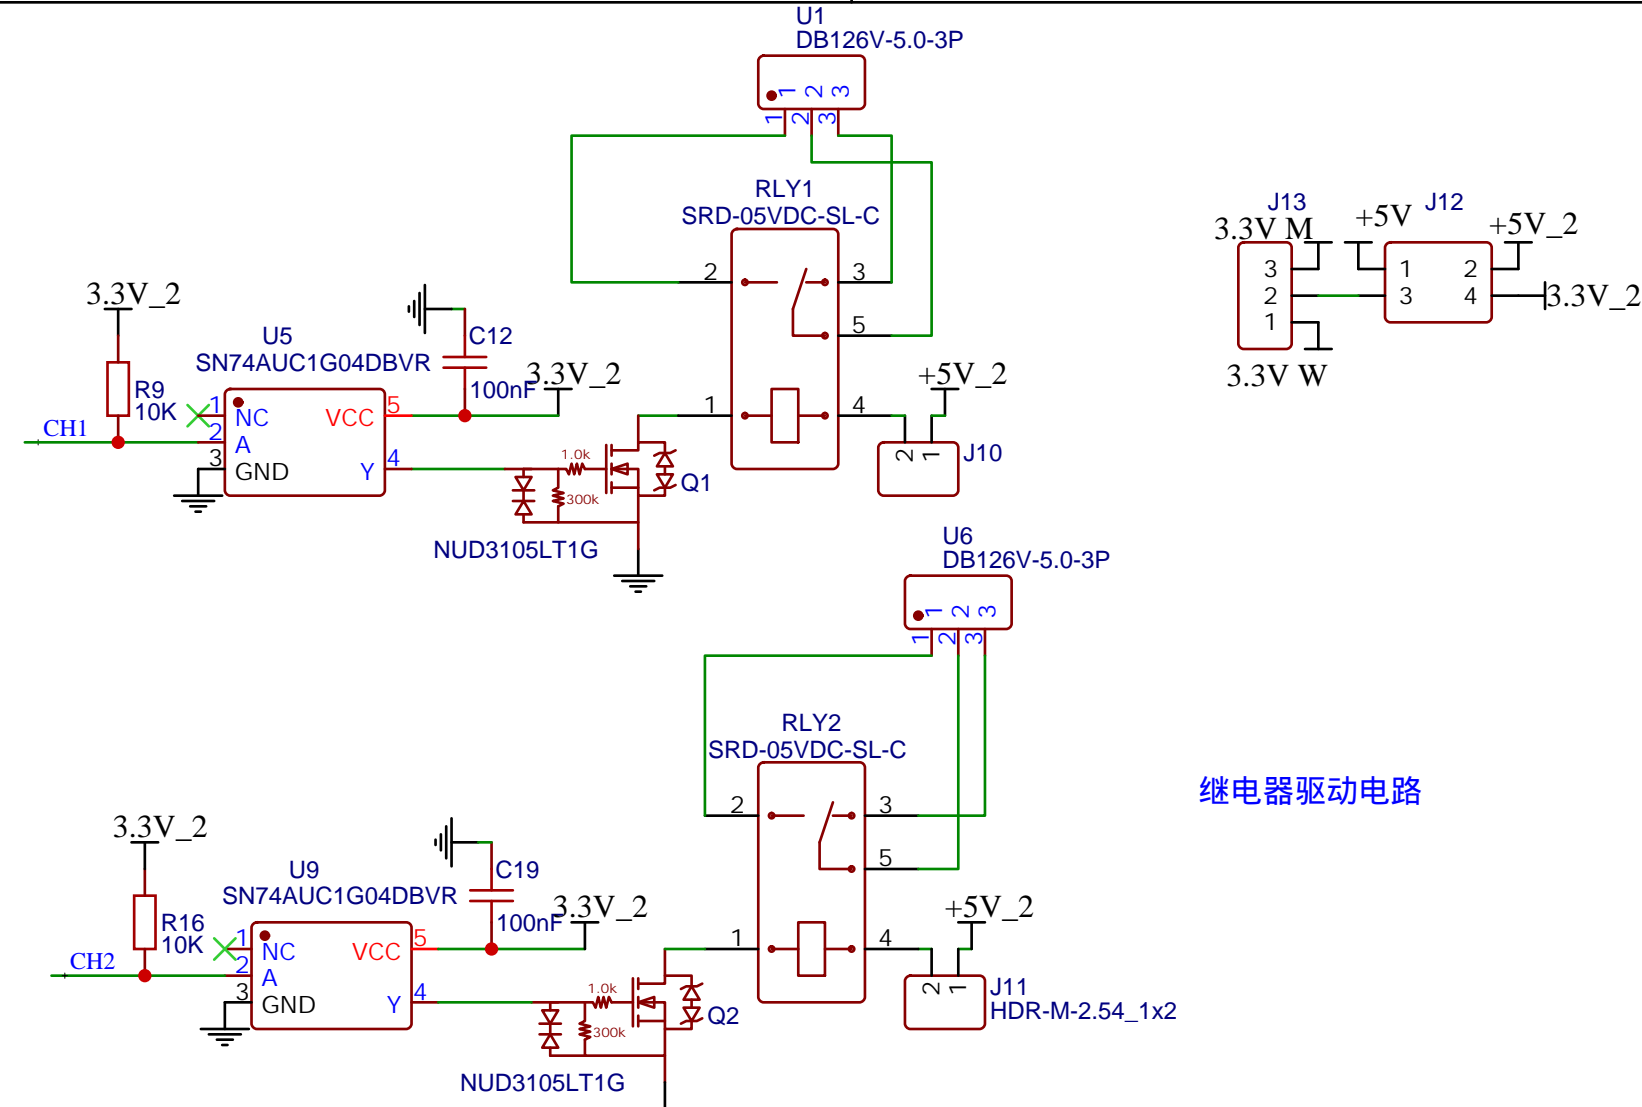 U1
DB126V-5.0-3P
1 2 3
1 2 3
RLY1
SRD-05VDC-SL-C
2
3
5
1
4
+5V_2
2 1
J10
3.3V_2
R9
10K
CH1
U5
SN74AUC1G04DBVR
1
2
3
NC
A
GND
VCC
Y
5
4
C12
100nF
3.3V_2
1.0k
300k
Q1
NUD3105LT1G
J13
3.3V M
3
2
1
3.3V W
+5V
J12
+5V_2
1 2
3 4
3.3V_2
U6
DB126V-5.0-3P
1 2 3
1 2 3
RLY2
SRD-05VDC-SL-C
2
3
5
1
4
+5V_2
2 1
J11
HDR-M-2.54_1x2
继电器驱动电路
3.3V_2
R16
10K
CH2
U9
SN74AUC1G04DBVR
1
2
3
NC
A
GND
VCC
Y
5
4
C19
100nF
3.3V_2
1.0k
300k
Q2
NUD3105LT1G